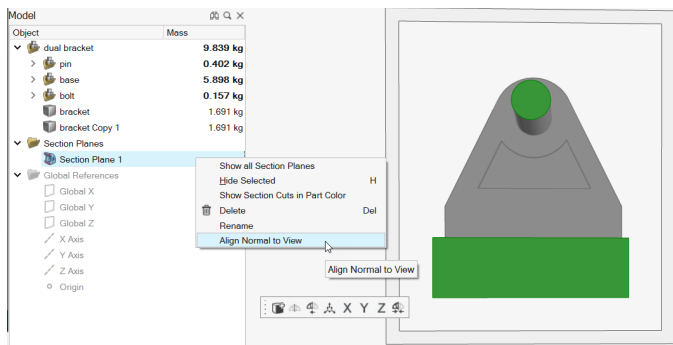 Model
Object Mass
dual bracket 9.839 kg
pin 0.402 kg
base 5.898 kg
bolt 0.157 kg
bracket 1.691 kg
bracket Copy 1 1.691 kg
Section Planes
Section Plane 1
Global References
Global X
Global Y
Global Z
X Axis
Y Axis
Z Axis
Origin
Show all Section Planes
Hide Selected H
Show Section Cuts in Part Color
Delete Del
Rename
Align Normal to View
Align Normal to View
X Y Z